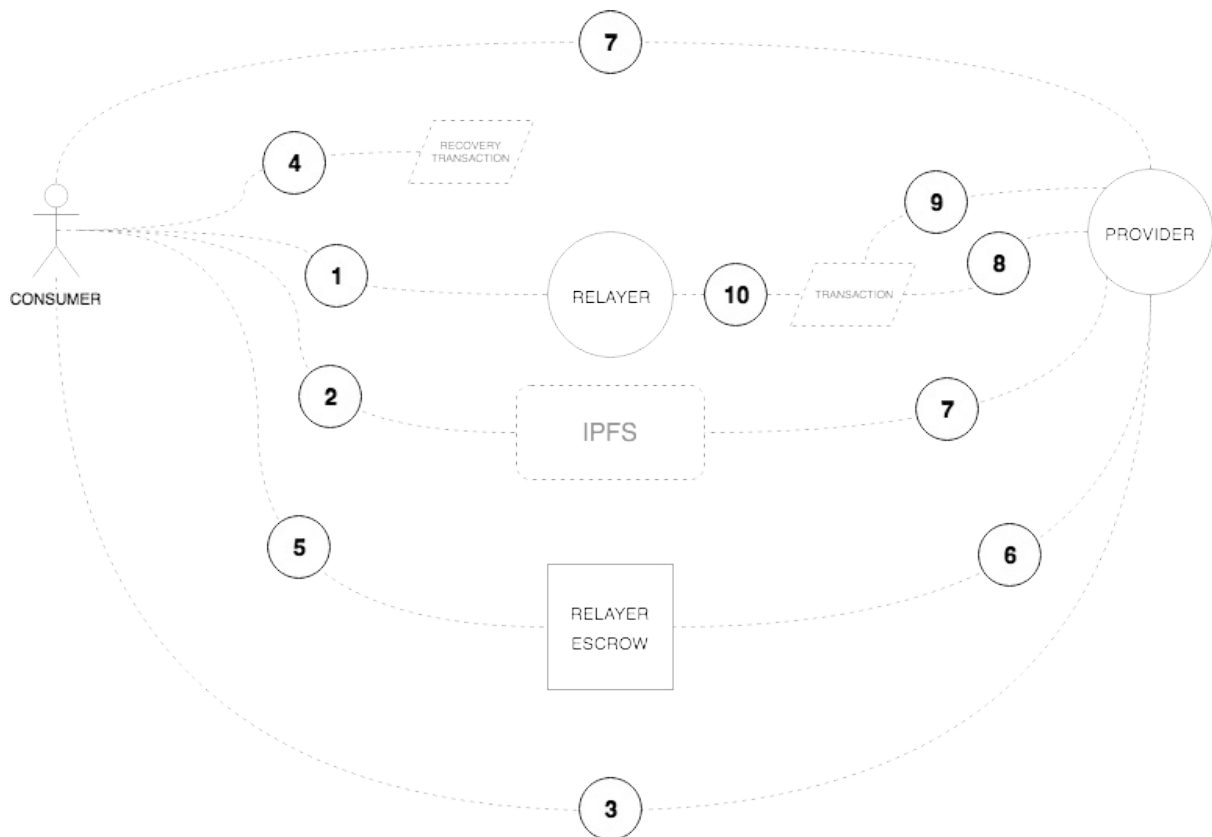 7
RECOVERY
TRANSACTION
4
9
PROVIDER
8
CONSUMER
1
RELAYER
10
TRANSACTION
2
IPFS
7
5
6
RELAYER
ESCROW
3